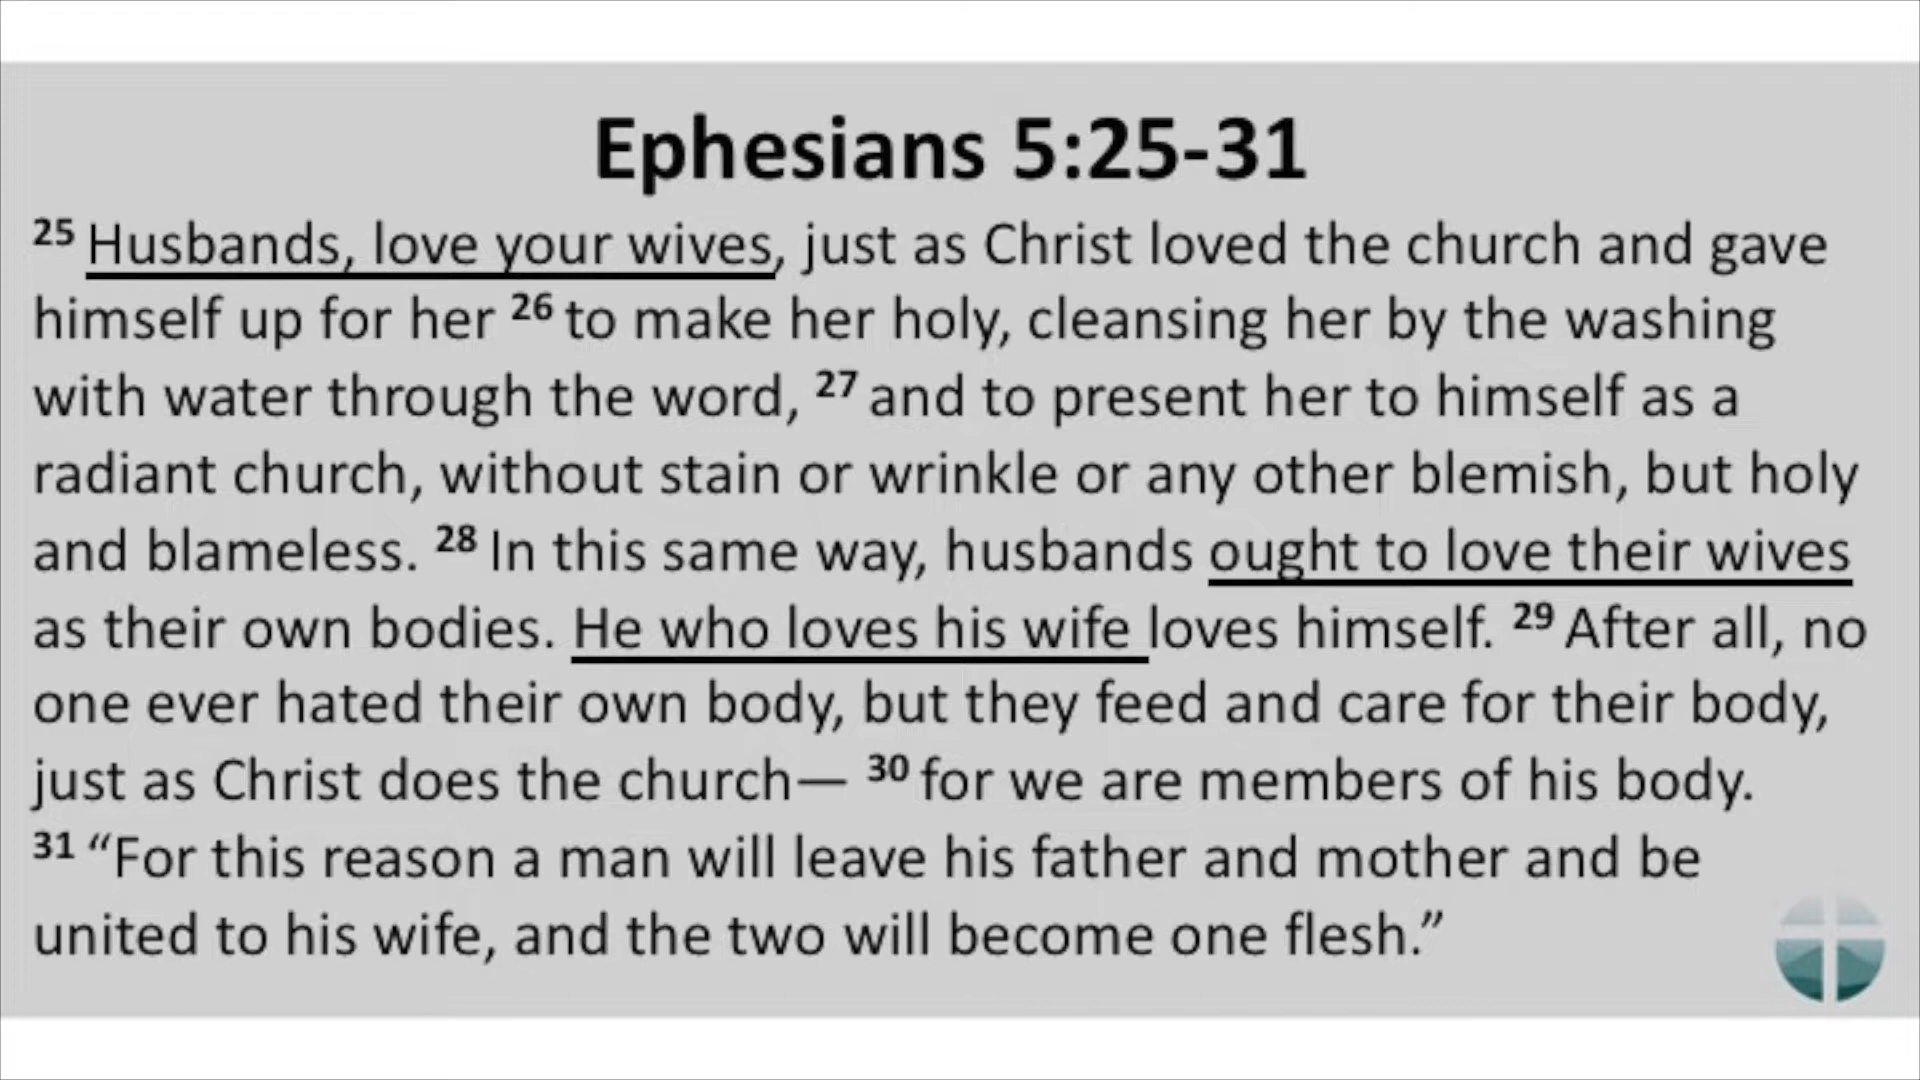 Ephesians 5:25-31
25 Husbands, love your wives, just as Christ loved the church and gave
himself up for her 26 to make her holy, cleansing her by the washing
with water through the word, 27 and to present her to himself as a
radiant church, without stain or wrinkle or any other blemish, but holy
and blameless. 28 In this same way, husbands ought to love their wives
as their own bodies. He who loves his wife loves himself. 29 After all, no
one ever hated their own body, but they feed and care for their body,
just as Christ does the church— 30 for we are members of his body.
31 “For this reason a man will leave his father and mother and be
united to his wife, and the two will become one flesh.”